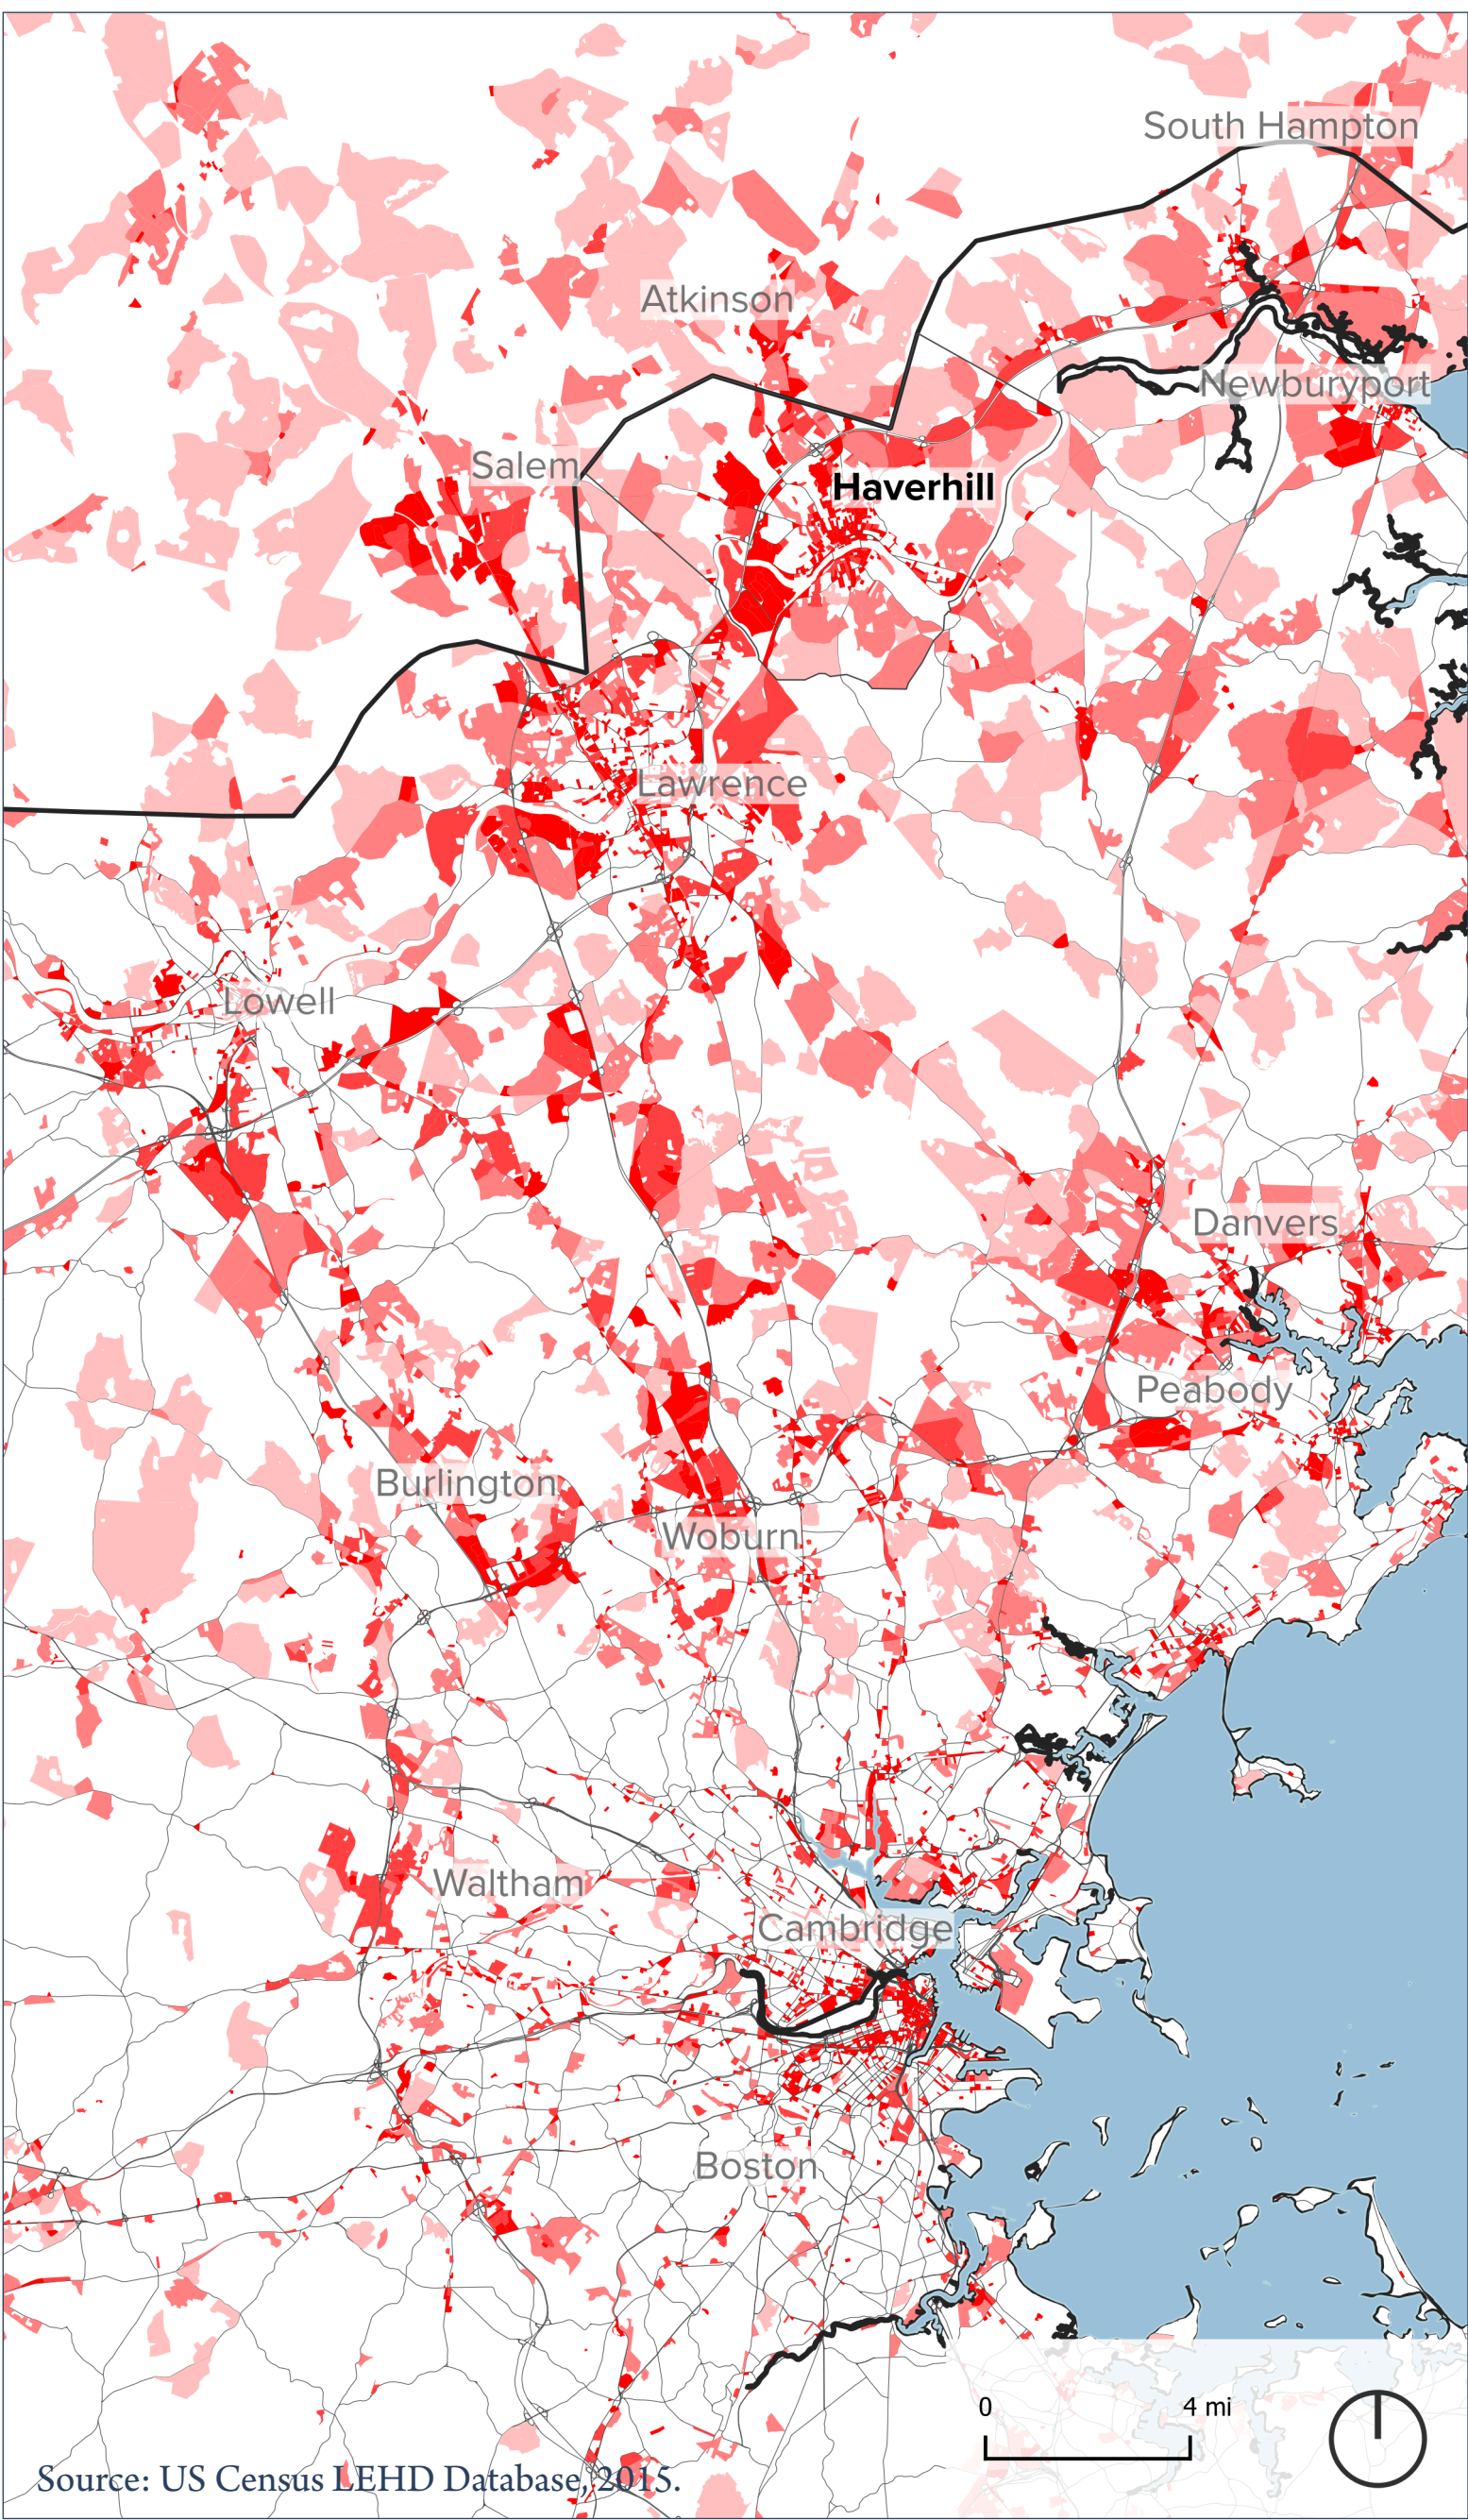 South Hampton
Atkinson
Newburyport
Salem
Haverhill
Lawrence
Lowell
Danvers
Peabody
Burlington
Woburn
Waltham
Cambridge
Boston
0 4 mi
Source: US Census LEHD Database, 2015.